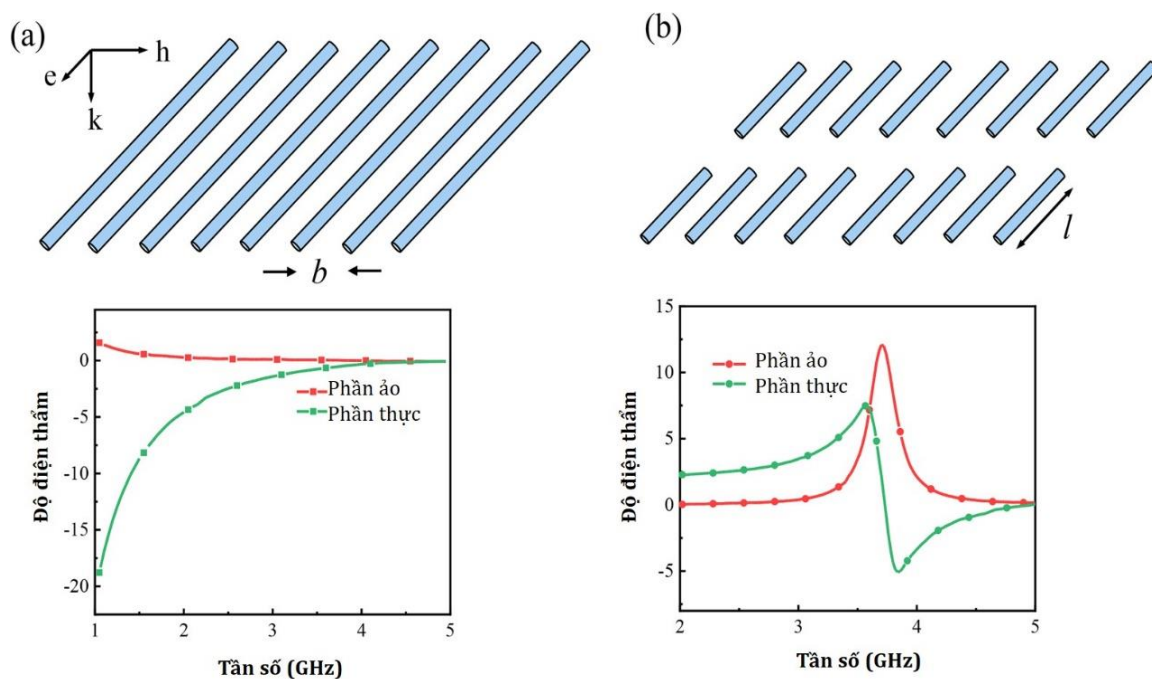 (a)
h
e
k
b
(b)
l
Độ điện thẩm
0
-5
-10
-15
-20
Phần ảo
Phần thực
1
2
3
4
5
Tần số (GHz)
Độ điện thẩm
15
10
5
0
-5
Phần ảo
Phần thực
2
3
4
5
Tần số (GHz)